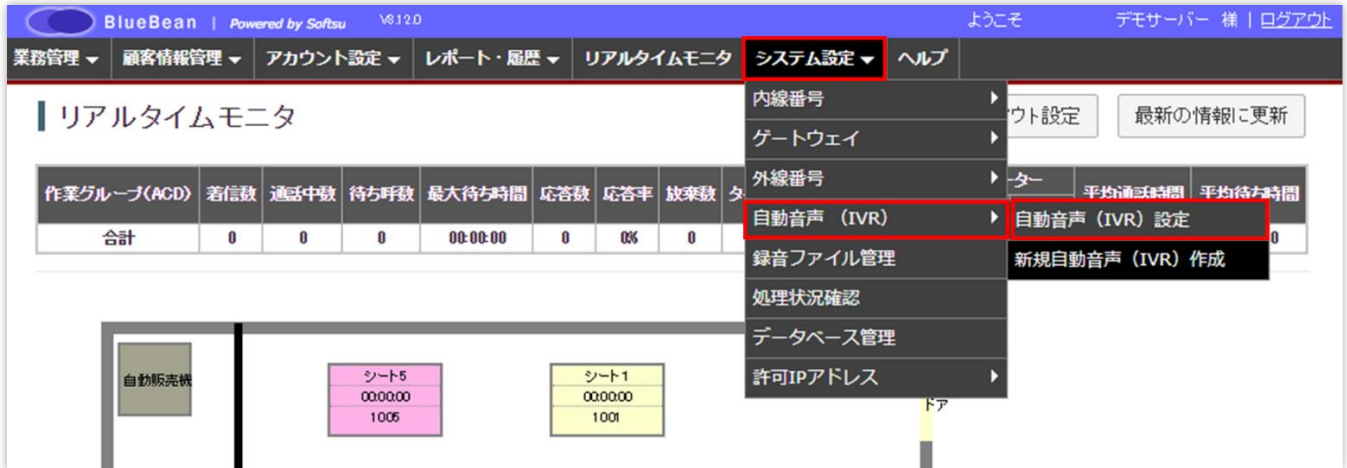 BlueBean | Powered by Softsu V8.12.0 ようこそ デモサーバー 様 | ログアウト
業務管理 顧客情報管理 アカウント設定 レポート・履歴 リアルタイムモニタ システム設定 ヘルプ
リアルタイムモニタ
ウト設定 最新の情報に更新
作業グループ(ACD) 着信数 通話中数 待ち呼数 最大待ち時間 応答数 応答率 放棄数 タ ーター 平均通話時間 平均待ち時間
合計 0 0 0 00:00:00 0 0% 0 0
内線番号
ゲートウェイ
外線番号
自動音声 (IVR)
録音ファイル管理
処理状況確認
データベース管理
許可IPアドレス
自動音声 (IVR) 設定
新規自動音声 (IVR) 作成
自動販売機
シート5
00:00:00
1005
シート1
00:00:00
1001
ドア